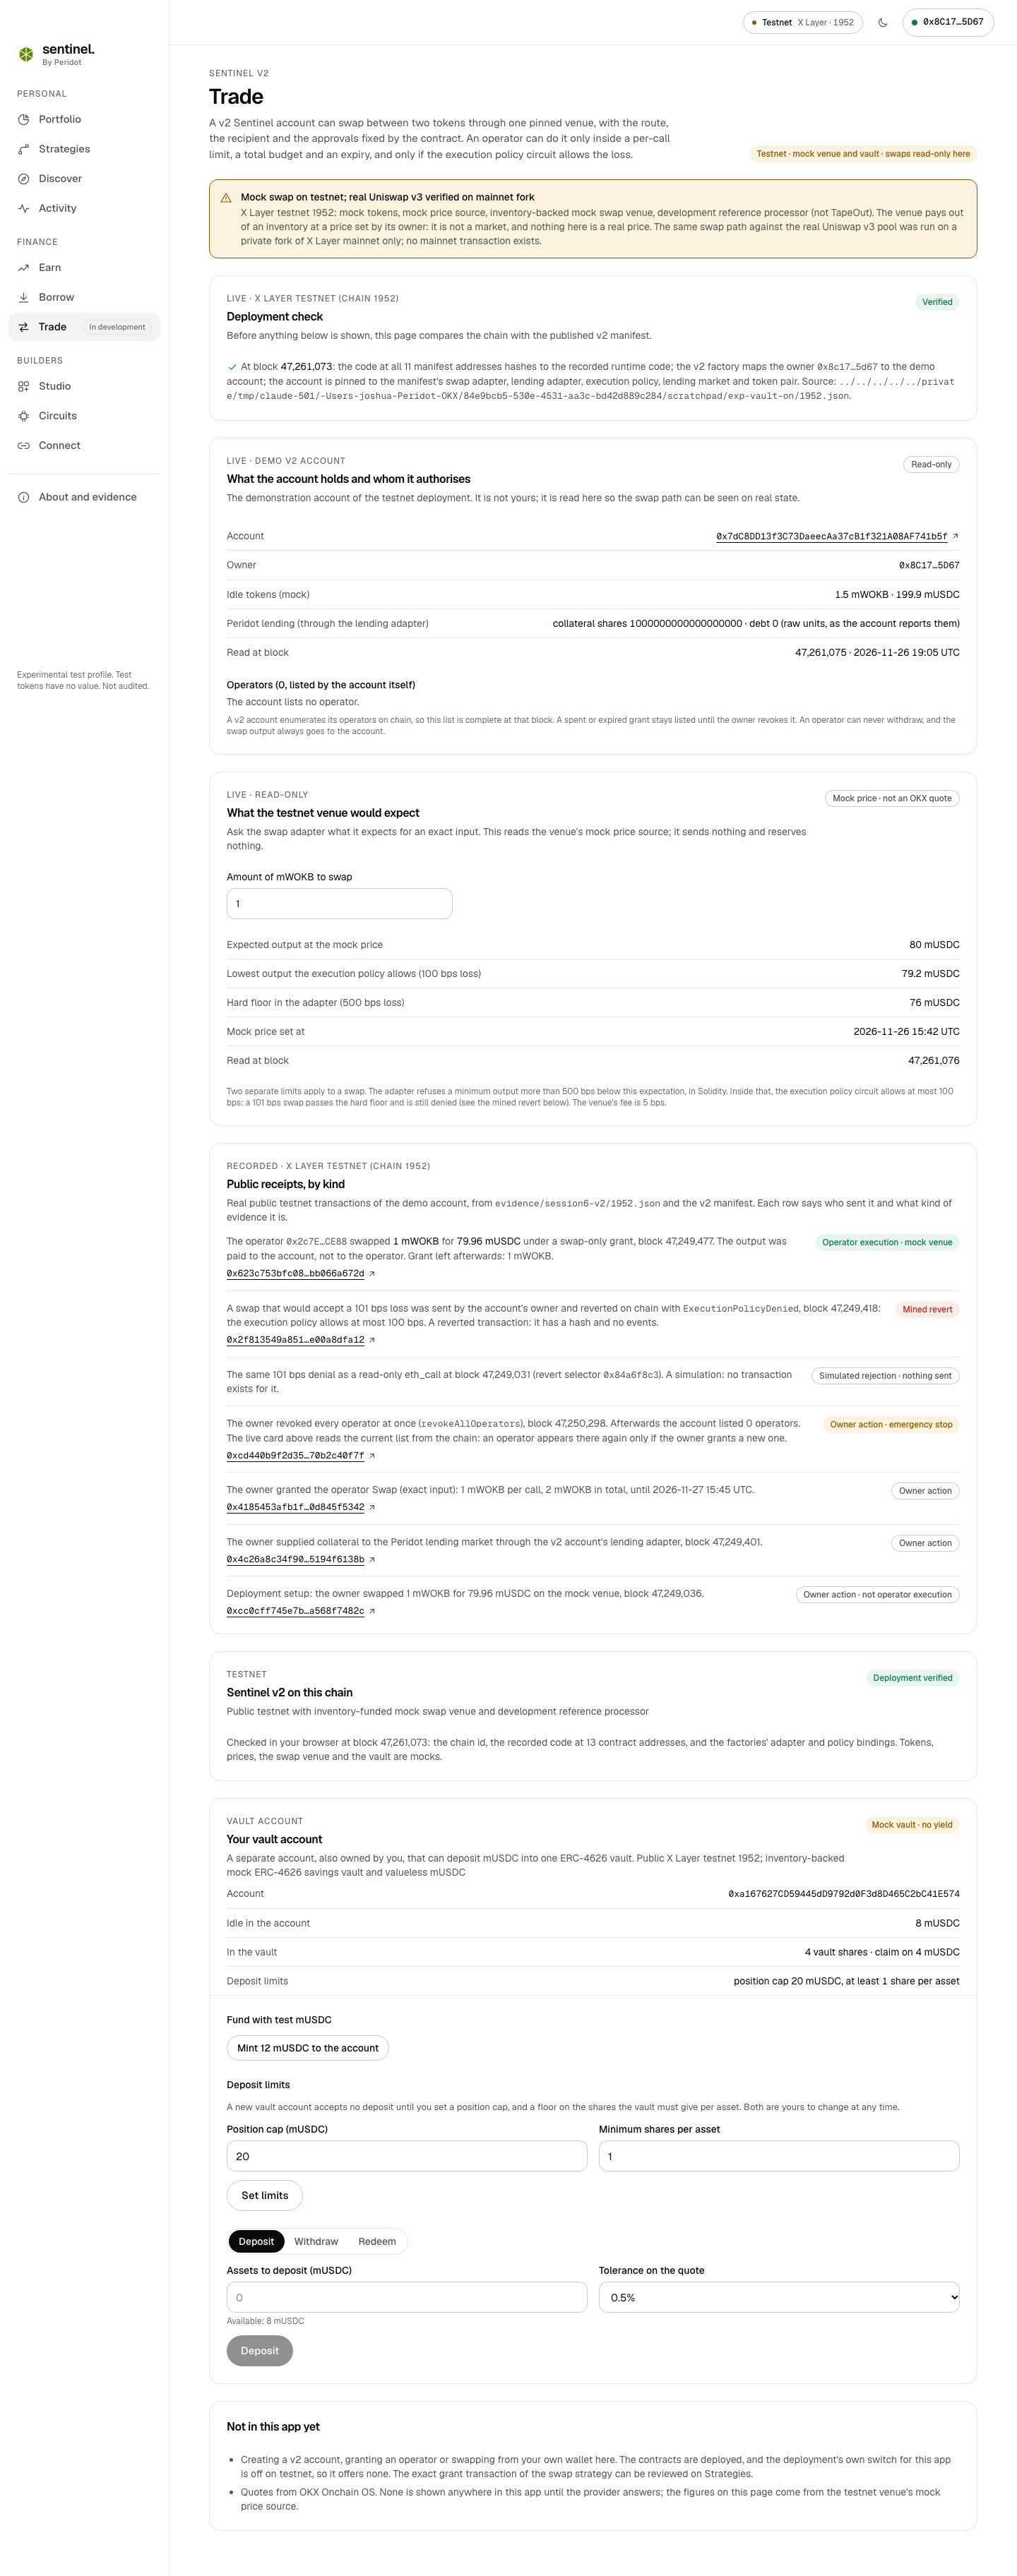 sentinel.
By Peridot
PERSONAL
Portfolio
Strategies
Discover
Activity
FINANCE
Earn
Borrow
Trade In development
BUILDERS
Studio
Circuits
Connect
About and evidence
Experimental test profile. Test
tokens have no value. Not audited.
Testnet X Layer · 1952
0x8C17…5D67
SENTINEL V2
Trade
A v2 Sentinel account can swap between two tokens through one pinned venue, with the route,
the recipient and the approvals fixed by the contract. An operator can do it only inside a per-call
limit, a total budget and an expiry, and only if the execution policy circuit allows the loss.
Testnet · mock venue and vault · swaps read-only here
Mock swap on testnet; real Uniswap v3 verified on mainnet fork
X Layer testnet 1952: mock tokens, mock price source, inventory-backed mock swap venue, development reference processor (not TapeOut). The venue pays out
of an inventory at a price set by its owner: it is not a market, and nothing here is a real price. The same swap path against the real Uniswap v3 pool was run on a
private fork of X Layer mainnet only; no mainnet transaction exists.
LIVE · X LAYER TESTNET (CHAIN 1952)
Verified
Deployment check
Before anything below is shown, this page compares the chain with the published v2 manifest.
At block 47,261,073: the code at all 11 manifest addresses hashes to the recorded runtime code; the v2 factory maps the owner 0x8c17…5d67 to the demo
account; the account is pinned to the manifest's swap adapter, lending adapter, execution policy, lending market and token pair. Source: ../../../../../privat
e/tmp/claude-501/-Users-joshua-Peridot-OKX/84e9bcb5-530e-4531-aa3c-bd42d889c284/scratchpad/exp-vault-on/1952.json.
LIVE · DEMO V2 ACCOUNT
Read-only
What the account holds and whom it authorises
The demonstration account of the testnet deployment. It is not yours; it is read here so the swap path can be seen on real state.
Account 0x7dC8DD13f3C73DaeecAa37cB1f321A08AF741b5f
Owner 0x8C17…5D67
Idle tokens (mock) 1.5 mWOKB · 199.9 mUSDC
Peridot lending (through the lending adapter) collateral shares 1000000000000000000 · debt 0 (raw units, as the account reports them)
Read at block 47,261,075 · 2026-11-26 19:05 UTC
Operators (0, listed by the account itself)
The account lists no operator.
A v2 account enumerates its operators on chain, so this list is complete at that block. A spent or expired grant stays listed until the owner revokes it. An operator can never withdraw, and the
swap output always goes to the account.
LIVE · READ-ONLY
Mock price · not an OKX quote
What the testnet venue would expect
Ask the swap adapter what it expects for an exact input. This reads the venue's mock price source; it sends nothing and reserves
nothing.
Amount of mWOKB to swap
1
Expected output at the mock price 80 mUSDC
Lowest output the execution policy allows (100 bps loss) 79.2 mUSDC
Hard floor in the adapter (500 bps loss) 76 mUSDC
Mock price set at 2026-11-26 15:42 UTC
Read at block 47,261,076
Two separate limits apply to a swap. The adapter refuses a minimum output more than 500 bps below this expectation, in Solidity. Inside that, the execution policy circuit allows at most 100
bps: a 101 bps swap passes the hard floor and is still denied (see the mined revert below). The venue's fee is 5 bps.
RECORDED · X LAYER TESTNET (CHAIN 1952)
Public receipts, by kind
Real public testnet transactions of the demo account, from evidence/session6-v2/1952.json and the v2 manifest. Each row says who sent it and what kind of
evidence it is.
The operator 0x2c7E…CE88 swapped 1 mWOKB for 79.96 mUSDC under a swap-only grant, block 47,249,477. The output was
paid to the account, not to the operator. Grant left afterwards: 1 mWOKB.
Operator execution · mock venue
0x623c753bfc08…bb066a672d
A swap that would accept a 101 bps loss was sent by the account's owner and reverted on chain with ExecutionPolicyDenied, block 47,249,418:
the execution policy allows at most 100 bps. A reverted transaction: it has a hash and no events.
Mined revert
0x2f813549a851…e00a8dfa12
The same 101 bps denial as a read-only eth_call at block 47,249,031 (revert selector 0x84a6f8c3). A simulation: no transaction
exists for it.
Simulated rejection · nothing sent
The owner revoked every operator at once (revokeAllOperators), block 47,250,298. Afterwards the account listed 0 operators.
The live card above reads the current list from the chain: an operator appears there again only if the owner grants a new one.
Owner action · emergency stop
0xcd440b9f2d35…70b2c40f7f
The owner granted the operator Swap (exact input): 1 mWOKB per call, 2 mWOKB in total, until 2026-11-27 15:45 UTC.
Owner action
0x4185453afb1f…0d845f5342
The owner supplied collateral to the Peridot lending market through the v2 account's lending adapter, block 47,249,401.
Owner action
0x4c26a8c34f90…5194f6138b
Deployment setup: the owner swapped 1 mWOKB for 79.96 mUSDC on the mock venue, block 47,249,036.
Owner action · not operator execution
0xcc0cff745e7b…a568f7482c
TESTNET
Deployment verified
Sentinel v2 on this chain
Public testnet with inventory-funded mock swap venue and development reference processor
Checked in your browser at block 47,261,073: the chain id, the recorded code at 13 contract addresses, and the factories' adapter and policy bindings. Tokens,
prices, the swap venue and the vault are mocks.
VAULT ACCOUNT
Mock vault · no yield
Your vault account
A separate account, also owned by you, that can deposit mUSDC into one ERC-4626 vault. Public X Layer testnet 1952; inventory-backed
mock ERC-4626 savings vault and valueless mUSDC
Account 0xa167627CD59445dD9792d0F3d8D465C2bC41E574
Idle in the account 8 mUSDC
In the vault 4 vault shares · claim on 4 mUSDC
Deposit limits position cap 20 mUSDC, at least 1 share per asset
Fund with test mUSDC
Mint 12 mUSDC to the account
Deposit limits
A new vault account accepts no deposit until you set a position cap, and a floor on the shares the vault must give per asset. Both are yours to change at any time.
Position cap (mUSDC) Minimum shares per asset
20 1
Set limits
Deposit Withdraw Redeem
Assets to deposit (mUSDC) Tolerance on the quote
0 0.5%
Available: 8 mUSDC
Deposit
Not in this app yet
Creating a v2 account, granting an operator or swapping from your own wallet here. The contracts are deployed, and the deployment's own switch for this app
is off on testnet, so it offers none. The exact grant transaction of the swap strategy can be reviewed on Strategies.
Quotes from OKX Onchain OS. None is shown anywhere in this app until the provider answers; the figures on this page come from the testnet venue's mock
price source.